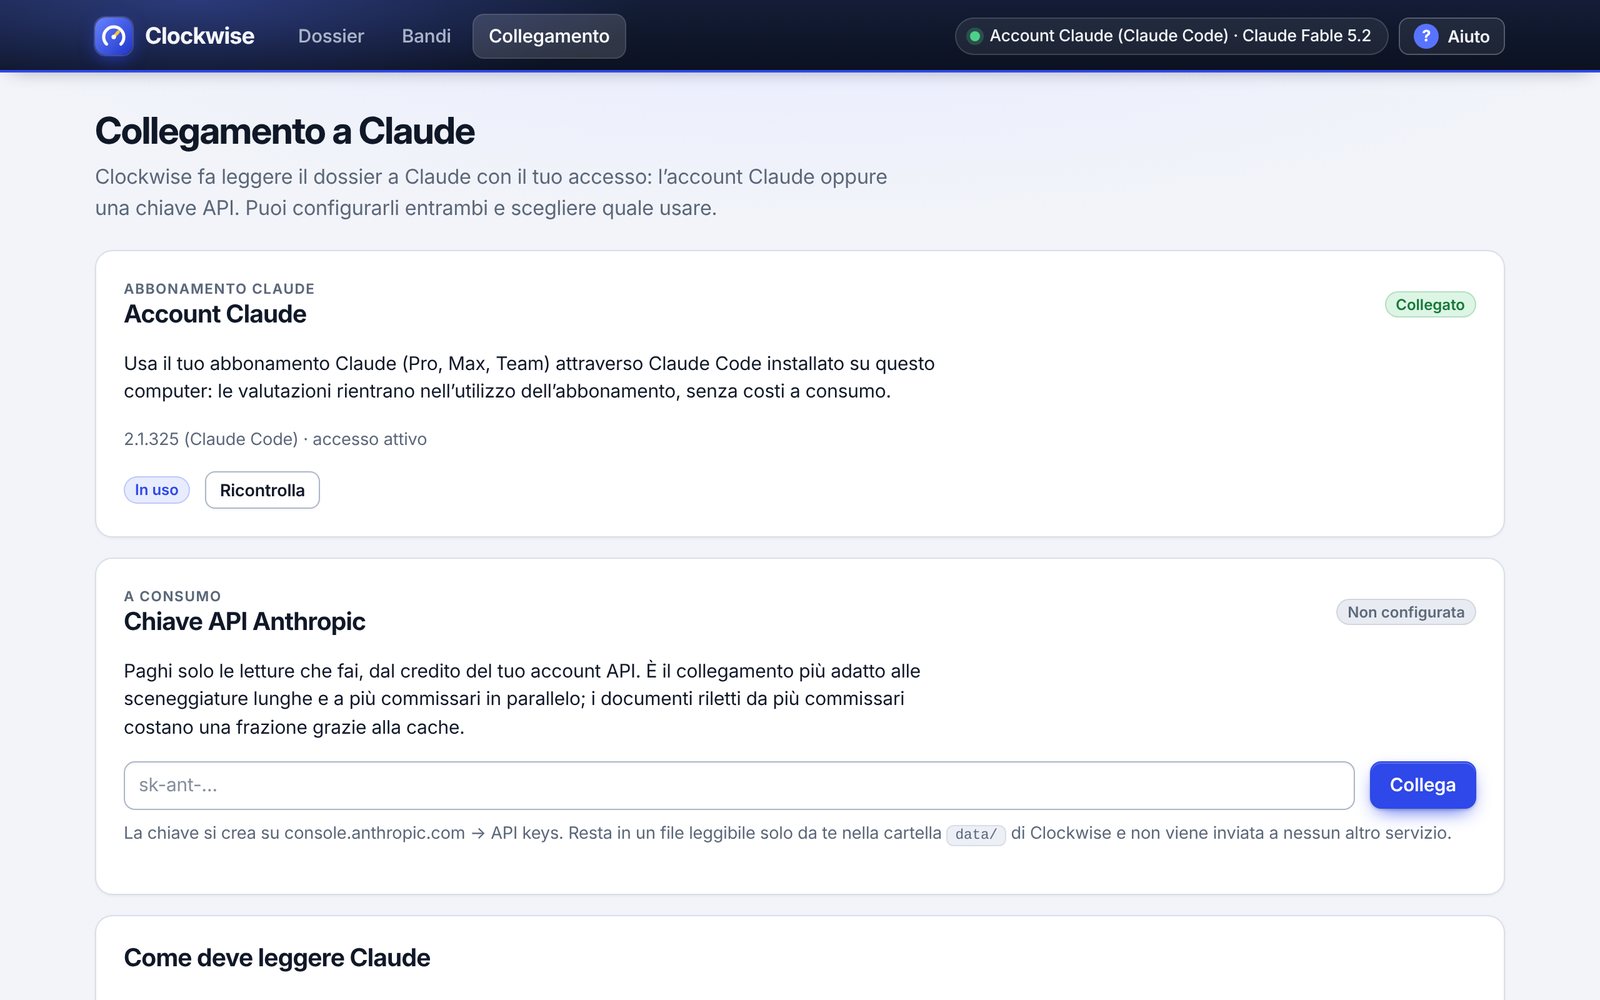 Clockwise
Dossier
Bandi
Collegamento
Account Claude (Claude Code) · Claude Fable 5.2
? Aiuto
Collegamento a Claude
Clockwise fa leggere il dossier a Claude con il tuo accesso: l’account Claude oppure
una chiave API. Puoi configurarli entrambi e scegliere quale usare.
ABBONAMENTO CLAUDE
Account Claude
Collegato
Usa il tuo abbonamento Claude (Pro, Max, Team) attraverso Claude Code installato su questo
computer: le valutazioni rientrano nell’utilizzo dell’abbonamento, senza costi a consumo.
2.1.325 (Claude Code) · accesso attivo
In uso
Ricontrolla
A CONSUMO
Chiave API Anthropic
Non configurata
Paghi solo le letture che fai, dal credito del tuo account API. È il collegamento più adatto alle
sceneggiature lunghe e a più commissari in parallelo; i documenti riletti da più commissari
costano una frazione grazie alla cache.
sk-ant-...
Collega
La chiave si crea su console.anthropic.com → API keys. Resta in un file leggibile solo da te nella cartella data/ di Clockwise e non viene inviata a nessun altro servizio.
Come deve leggere Claude